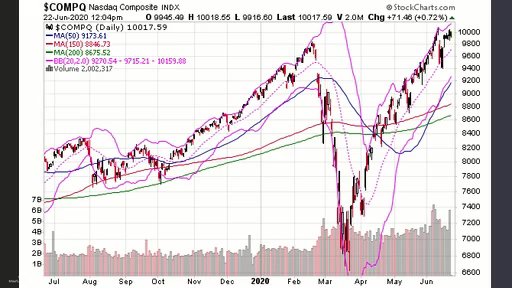 $COMPQ Nasdaq Composite INDX
© StockCharts.com
22-Jun-2020 12:04pm
O 9945.49 H 10018.55 L 9916.60 Last 10017.59 V 2.0M Chg +71.46 (+0.72%)
$COMPQ (Daily) 10017.59
MA(50) 9173.61
MA(150) 8846.73
MA(200) 8675.52
BB(20,2.0) 9270.54 - 9715.21 - 10159.88
Volume 2,002,317
10000
9800
9600
9400
9200
9000
8800
8600
8400
8200
8000
7800
7600
7400
7200
7000
6800
6600
7B
6B
5B
4B
3B
2B
1B
Jul Aug Sep Oct Nov Dec 2020 Feb Mar Apr May Jun